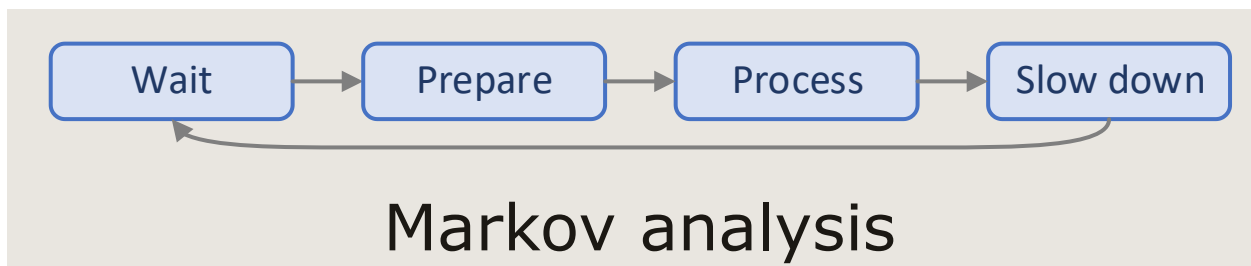 Wait
Prepare
Process
Slow down
Markov analysis